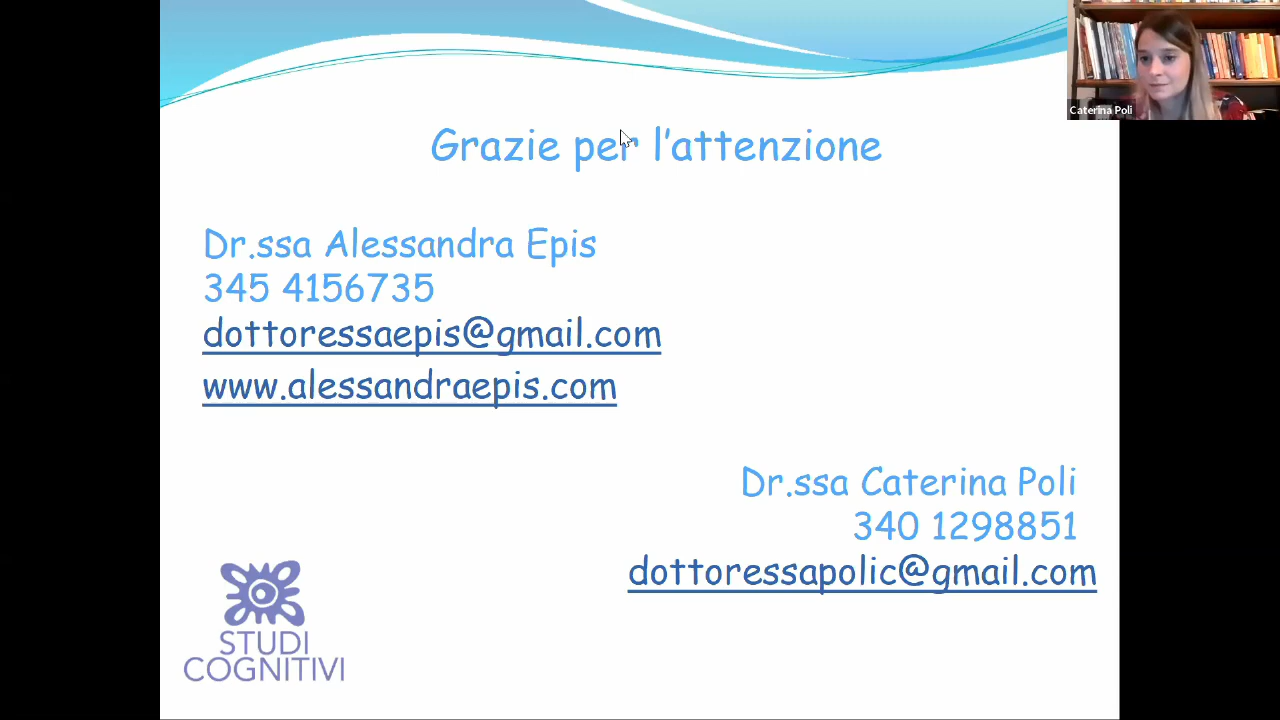 Caterina Poli
Grazie per l'attenzione
Dr.ssa Alessandra Epis
345 4156735
dottoressaepis@gmail.com
www.alessandraepis.com
Dr.ssa Caterina Poli
340 1298851
dottoressapolic@gmail.com
STUDI
COGNITIVI